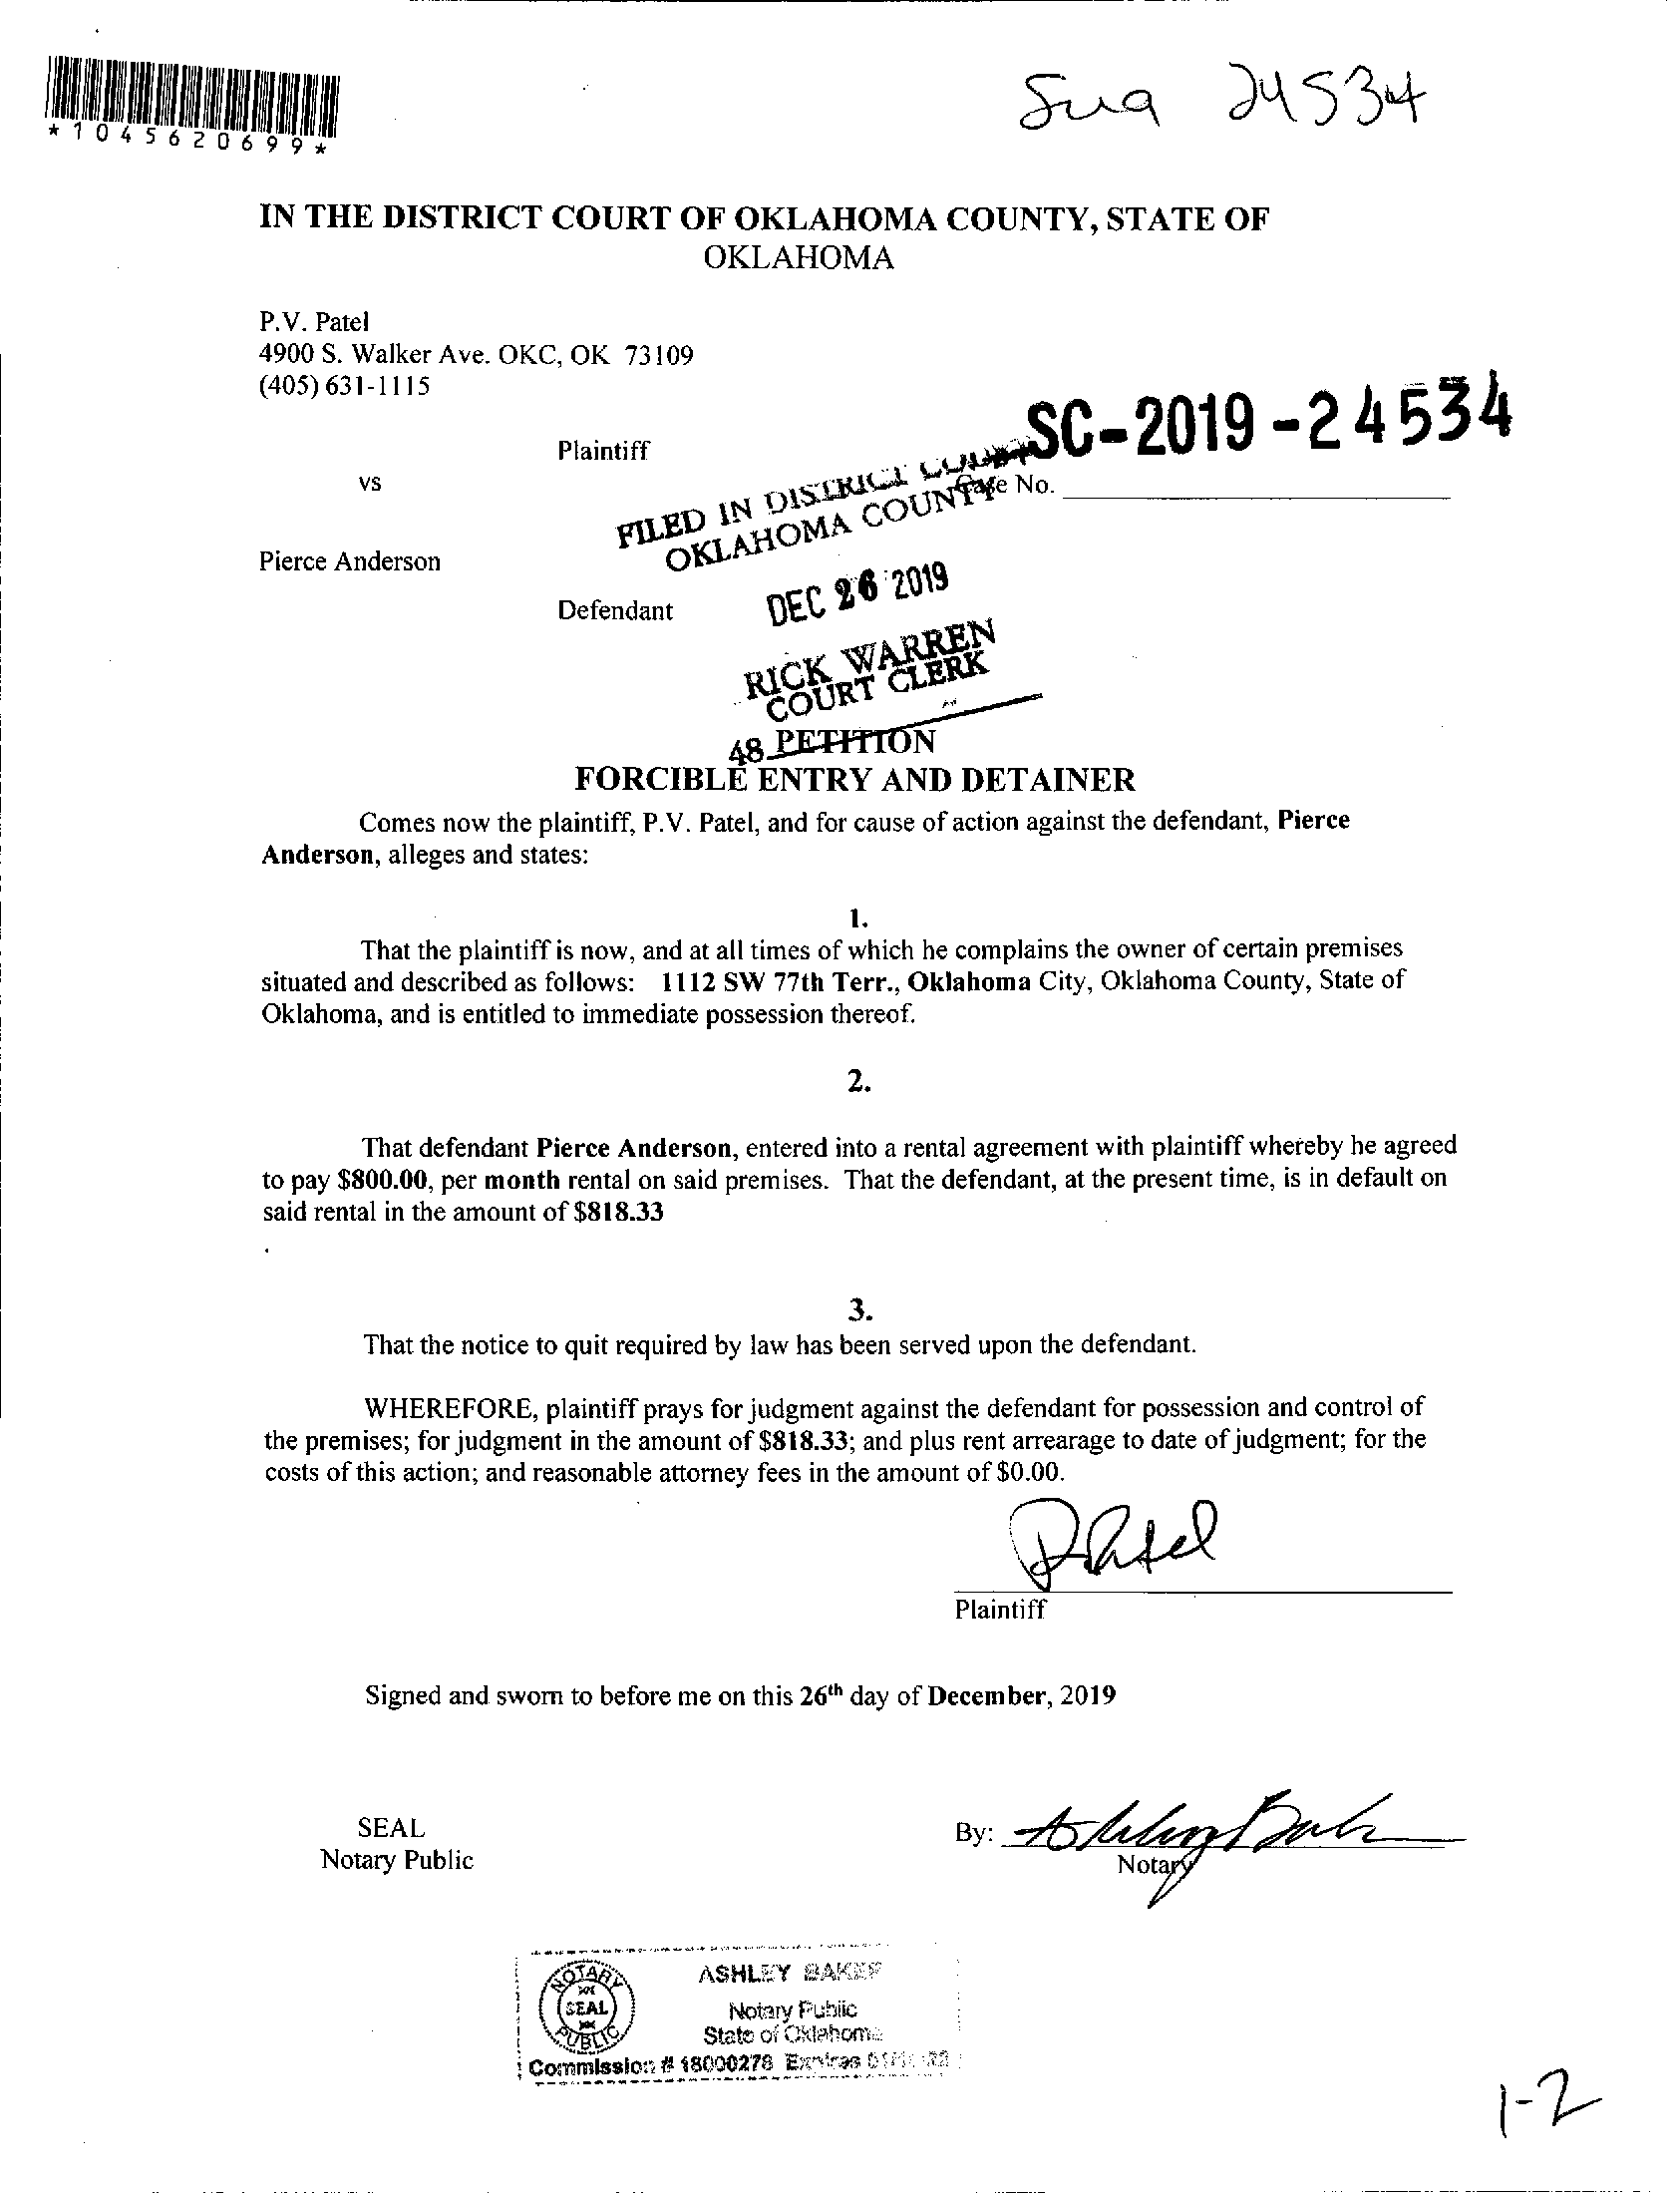 *1045620699*
Sua 24534
IN THE DISTRICT COURT OF OKLAHOMA COUNTY, STATE OF
OKLAHOMA
P.V. Patel
4900 S. Walker Ave. OKC, OK 73109
(405) 631-1115
SC-2019-24534
Plaintiff
vs
Case No.
FILED IN DISTRICT COURT
OKLAHOMA COUNTY
Pierce Anderson
DEC 26 2019
Defendant
RICK WARREN
COURT CLERK
48
PETITION
FORCIBLE ENTRY AND DETAINER
Comes now the plaintiff, P.V. Patel, and for cause of action against the defendant, Pierce
Anderson, alleges and states:
1.
That the plaintiff is now, and at all times of which he complains the owner of certain premises
situated and described as follows: 1112 SW 77th Terr., Oklahoma City, Oklahoma County, State of
Oklahoma, and is entitled to immediate possession thereof.
2.
That defendant Pierce Anderson, entered into a rental agreement with plaintiff whereby he agreed
to pay $800.00, per month rental on said premises. That the defendant, at the present time, is in default on
said rental in the amount of $818.33
.
3.
That the notice to quit required by law has been served upon the defendant.
WHEREFORE, plaintiff prays for judgment against the defendant for possession and control of
the premises; for judgment in the amount of $818.33; and plus rent arrearage to date of judgment; for the
costs of this action; and reasonable attorney fees in the amount of $0.00.
PPatel
Plaintiff
Signed and sworn to before me on this 26th day of December, 2019
SEAL
Notary Public
By: Ashley Baker
Notary
NOTARY
SEAL
PUBLIC
ASHLEY BAKER
Notary Public
State of Oklahoma
Commission # 18000278 Expires
1-2